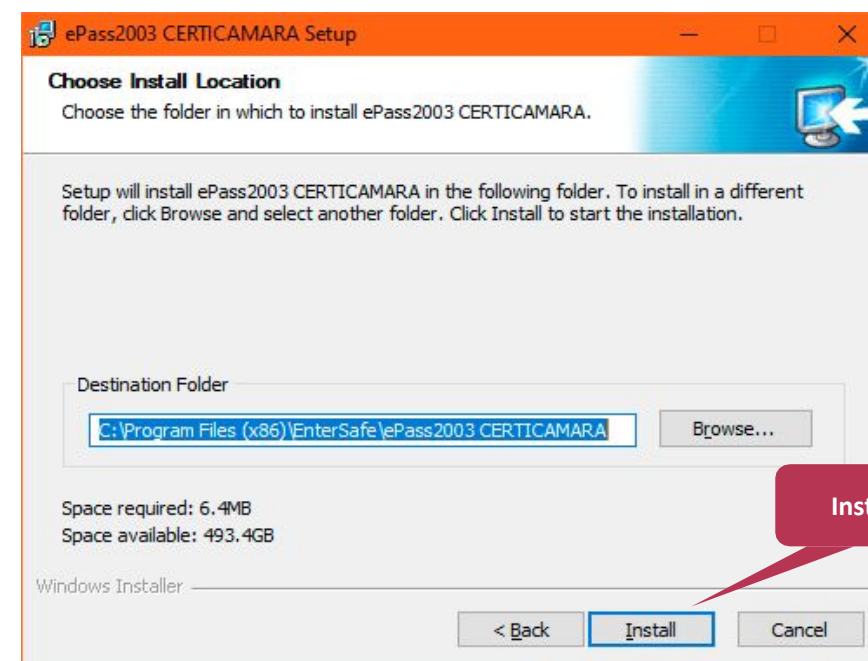 ePass2003 CERTICAMARA Setup
Choose Install Location
Choose the folder in which to install ePass2003 CERTICAMARA.
Setup will install ePass2003 CERTICAMARA in the following folder. To install in a different
folder, click Browse and select another folder. Click Install to start the installation.
Destination Folder
C:\Program Files (x86)\EnterSafe\ePass2003 CERTICAMARA
Browse...
Space required: 6.4MB
Space available: 493.4GB
Windows Installer
< Back
Install
Cancel